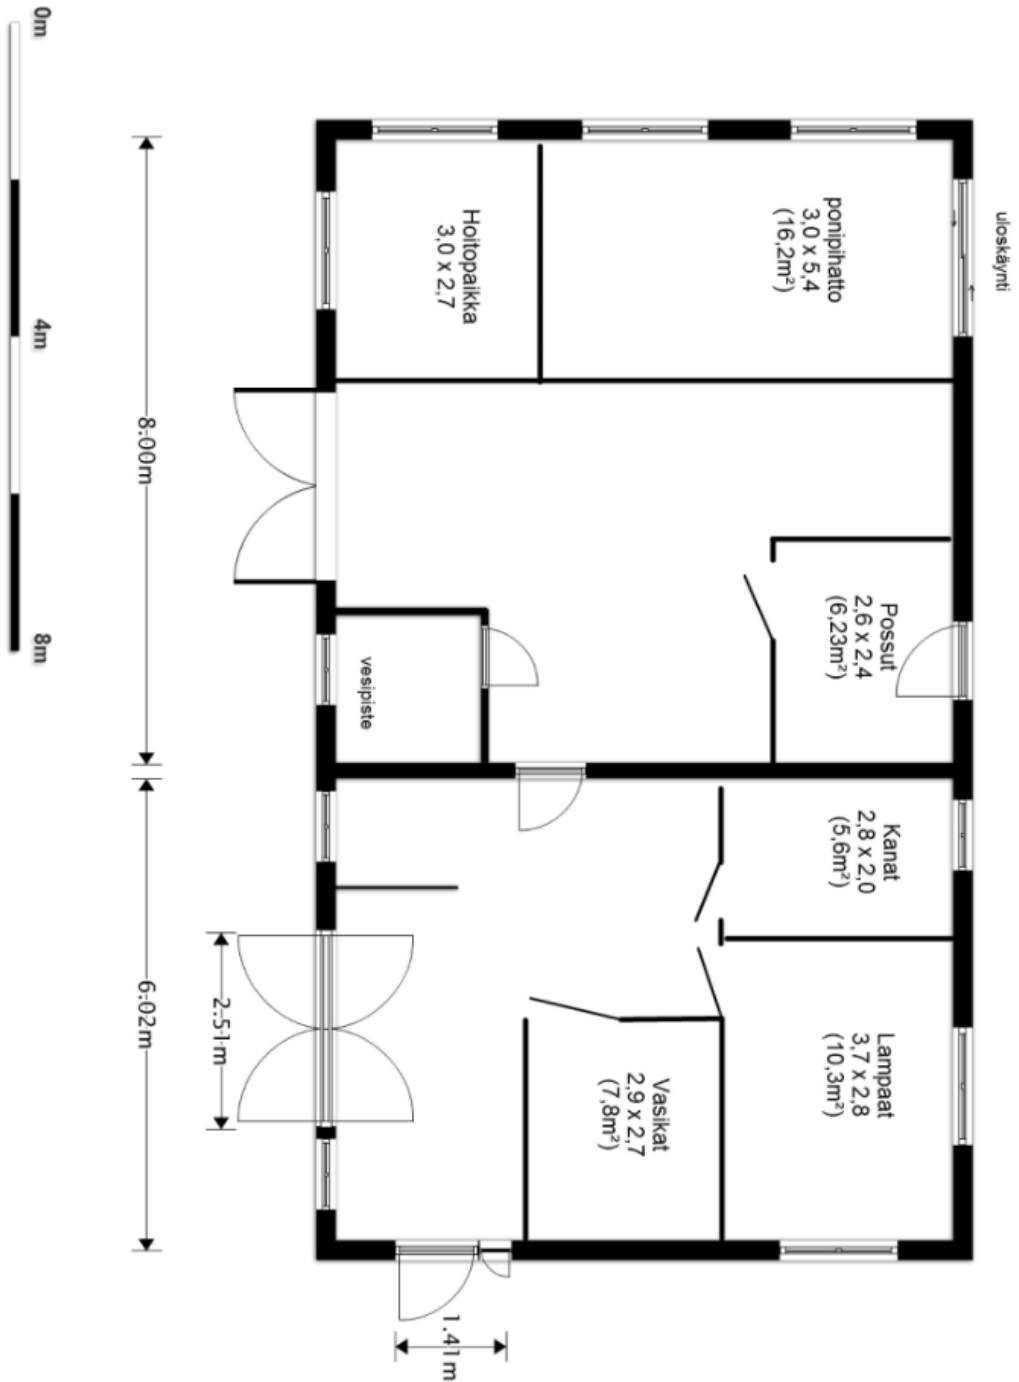 0m
4m
8m
8.00m
6.02m
2.51m
1.41m
uloskäynti
ponipihatto
3,0 x 5,4
(16,2m²)
Hoitopaikka
3,0 x 2,7
Possut
2,6 x 2,4
(6,23m²)
vesipiste
Kanat
2,8 x 2,0
(5,6m²)
Lampaat
3,7 x 2,8
(10,3m²)
Vasikat
2,9 x 2,7
(7,8m²)